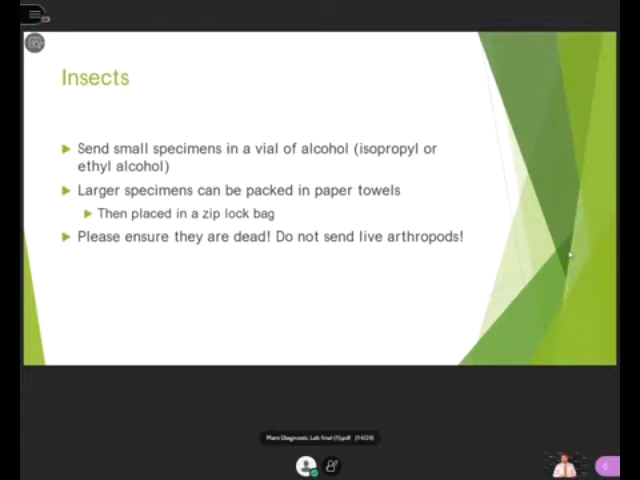 Insects
Send small specimens in a vial of alcohol (isopropyl or
ethyl alcohol)
Larger specimens can be packed in paper towels
Then placed in a zip lock bag
Please ensure they are dead! Do not send live arthropods!
Plant Diagnostic Lab final (1).pdf (14/24)